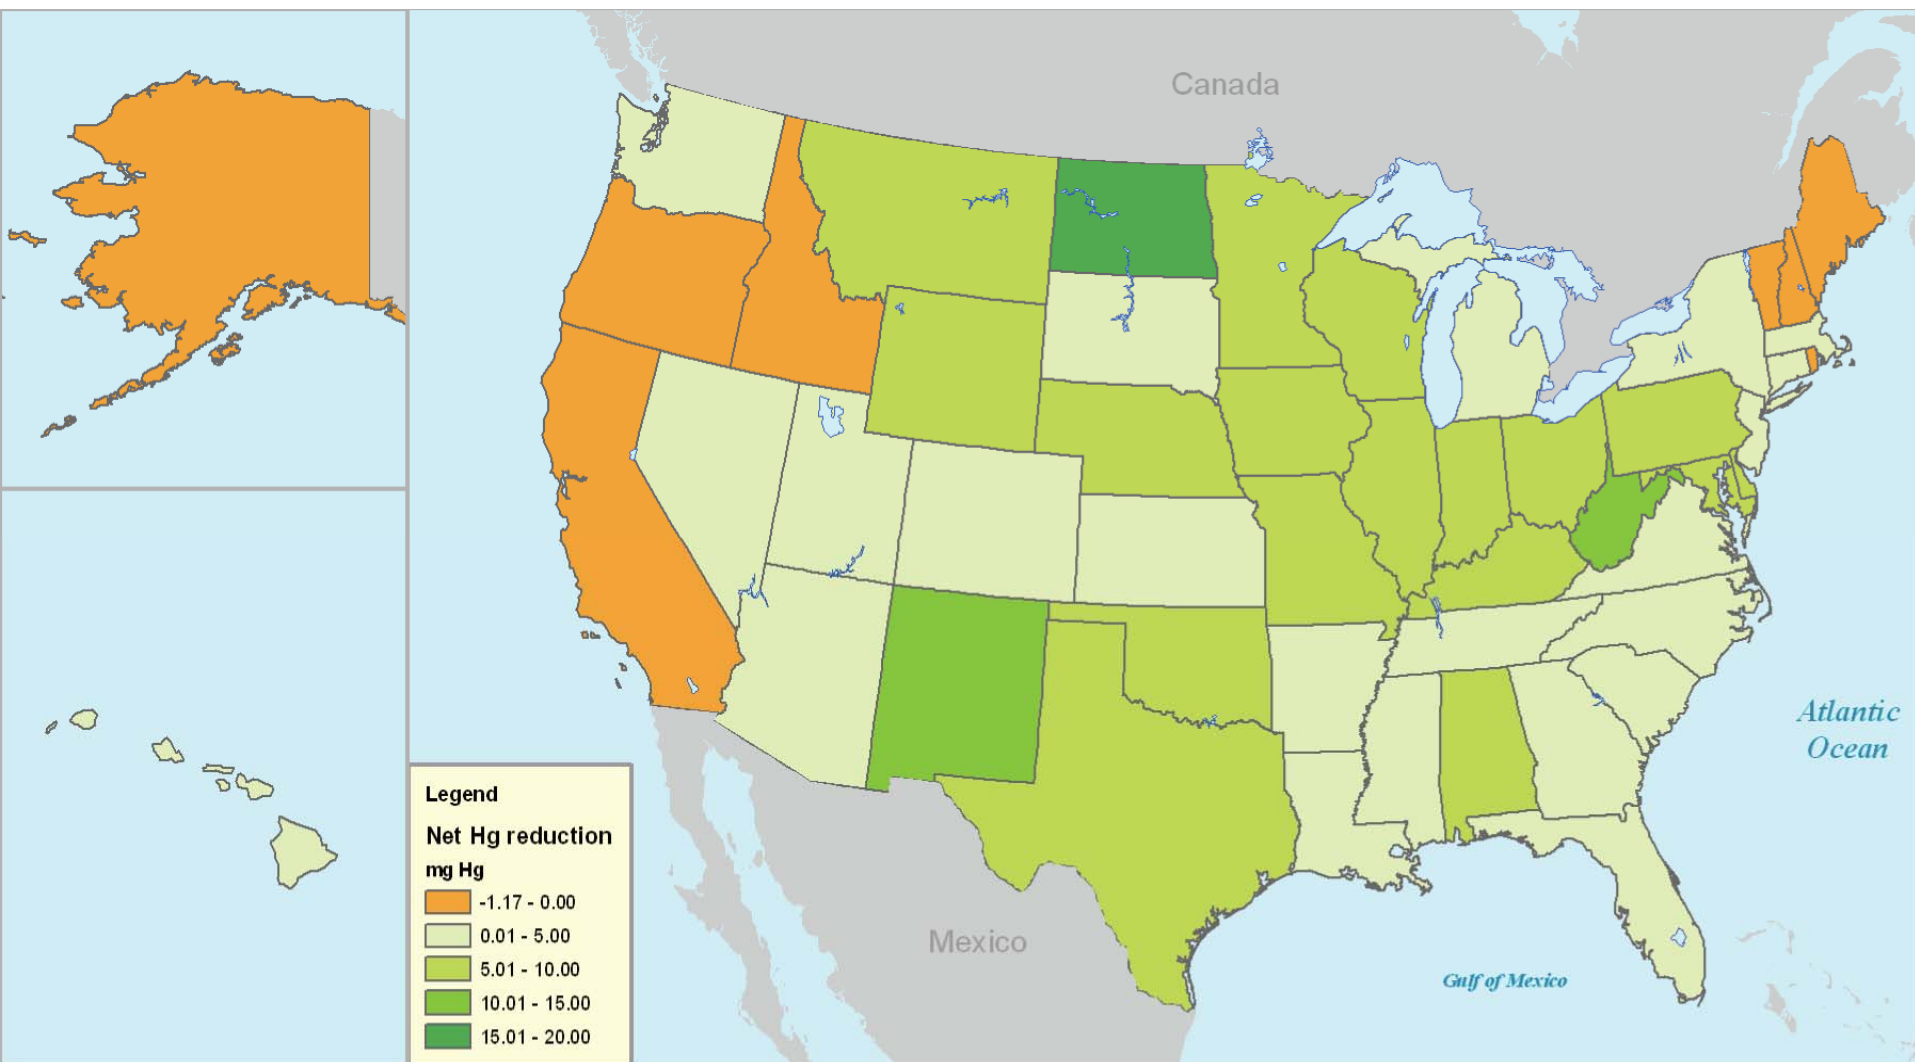 Canada
Atlantic
Ocean
Mexico
Gulf of Mexico
Legend
Net Hg reduction
mg Hg
-1.17 - 0.00
0.01 - 5.00
5.01 - 10.00
10.01 - 15.00
15.01 - 20.00